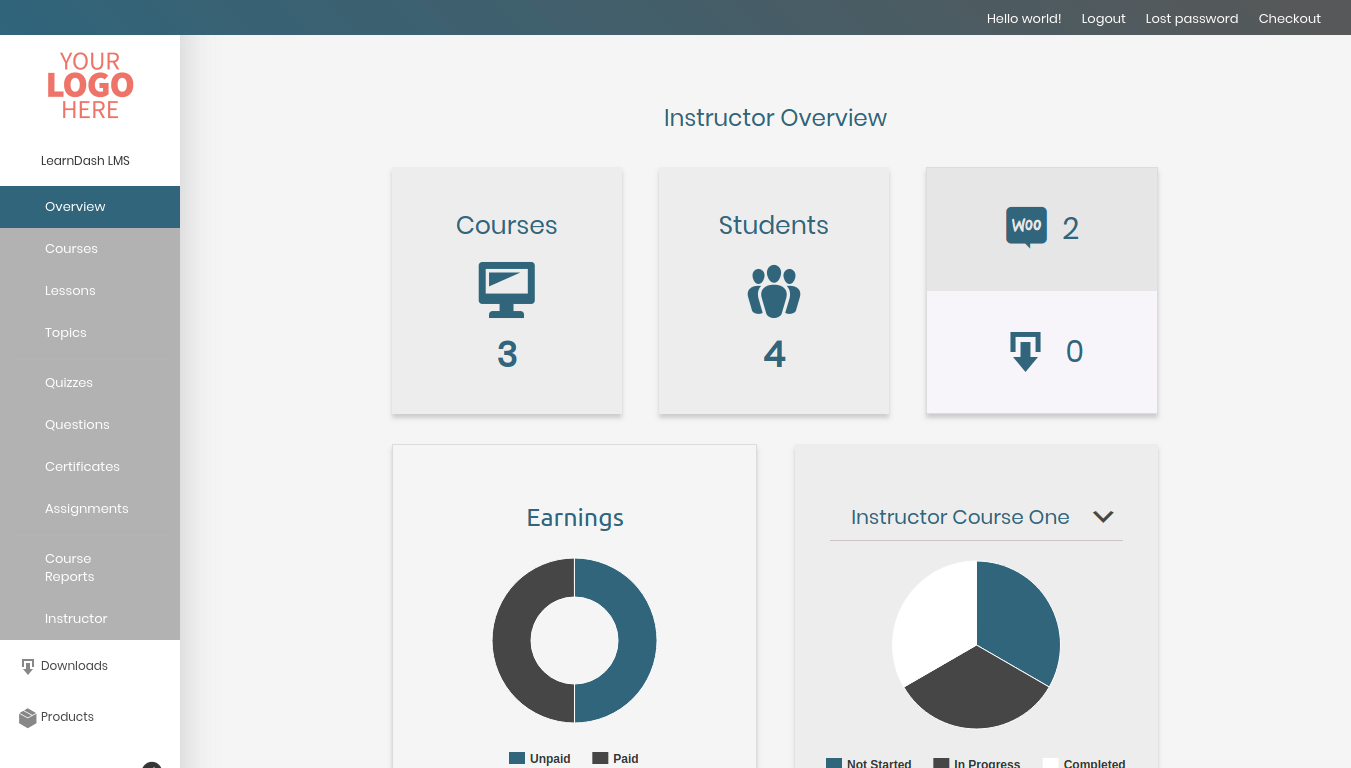 Hello world! Logout Lost password Checkout
YOUR
LOGO
HERE
LearnDash LMS
Overview
Courses
Lessons
Topics
Quizzes
Questions
Certificates
Assignments
Course
Reports
Instructor
Downloads
Products
Instructor Overview
Courses
3
Students
4
Woo 2
0
Earnings
Unpaid Paid
Instructor Course One
Not Started In Progress Completed